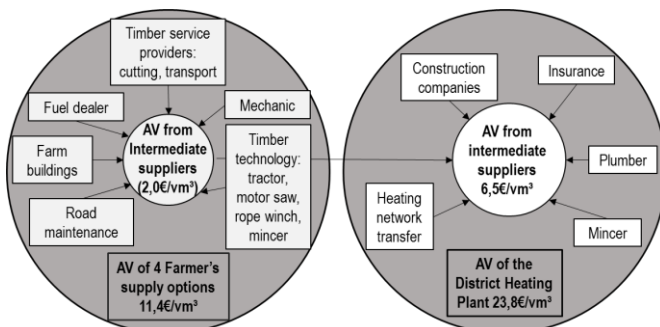 Timber service
providers:
cutting, transport
Fuel dealer
Mechanic
Farm
buildings
Road
maintenance
AV from
Intermediate
suppliers
(2,0€/vm³)
Timber
technology:
tractor,
motor saw,
rope winch,
mincer
AV of 4 Farmer's
supply options
11,4€/vm³
Construction
companies
Insurance
AV from
intermediate
suppliers
6,5€/vm³
Plumber
Heating
network
transfer
Mincer
AV of the
District Heating
Plant 23,8€/vm³